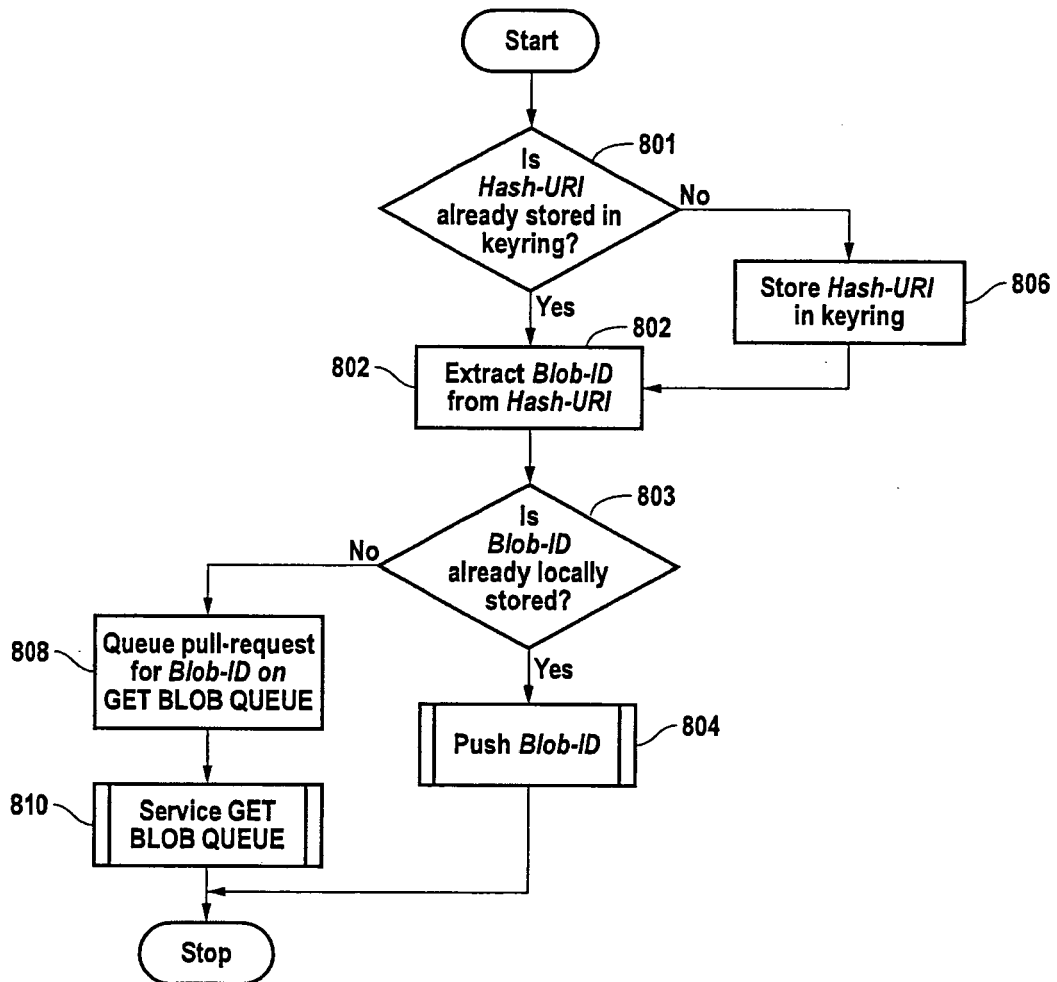 Start
801
Is
Hash-URI
already stored in
keyring?
No
Yes
Store Hash-URI
in keyring
806
802
802
Extract Blob-ID
from Hash-URI
803
Is
Blob-ID
already locally
stored?
No
Yes
808
Queue pull-request
for Blob-ID on
GET BLOB QUEUE
Push Blob-ID
804
810
Service GET
BLOB QUEUE
Stop